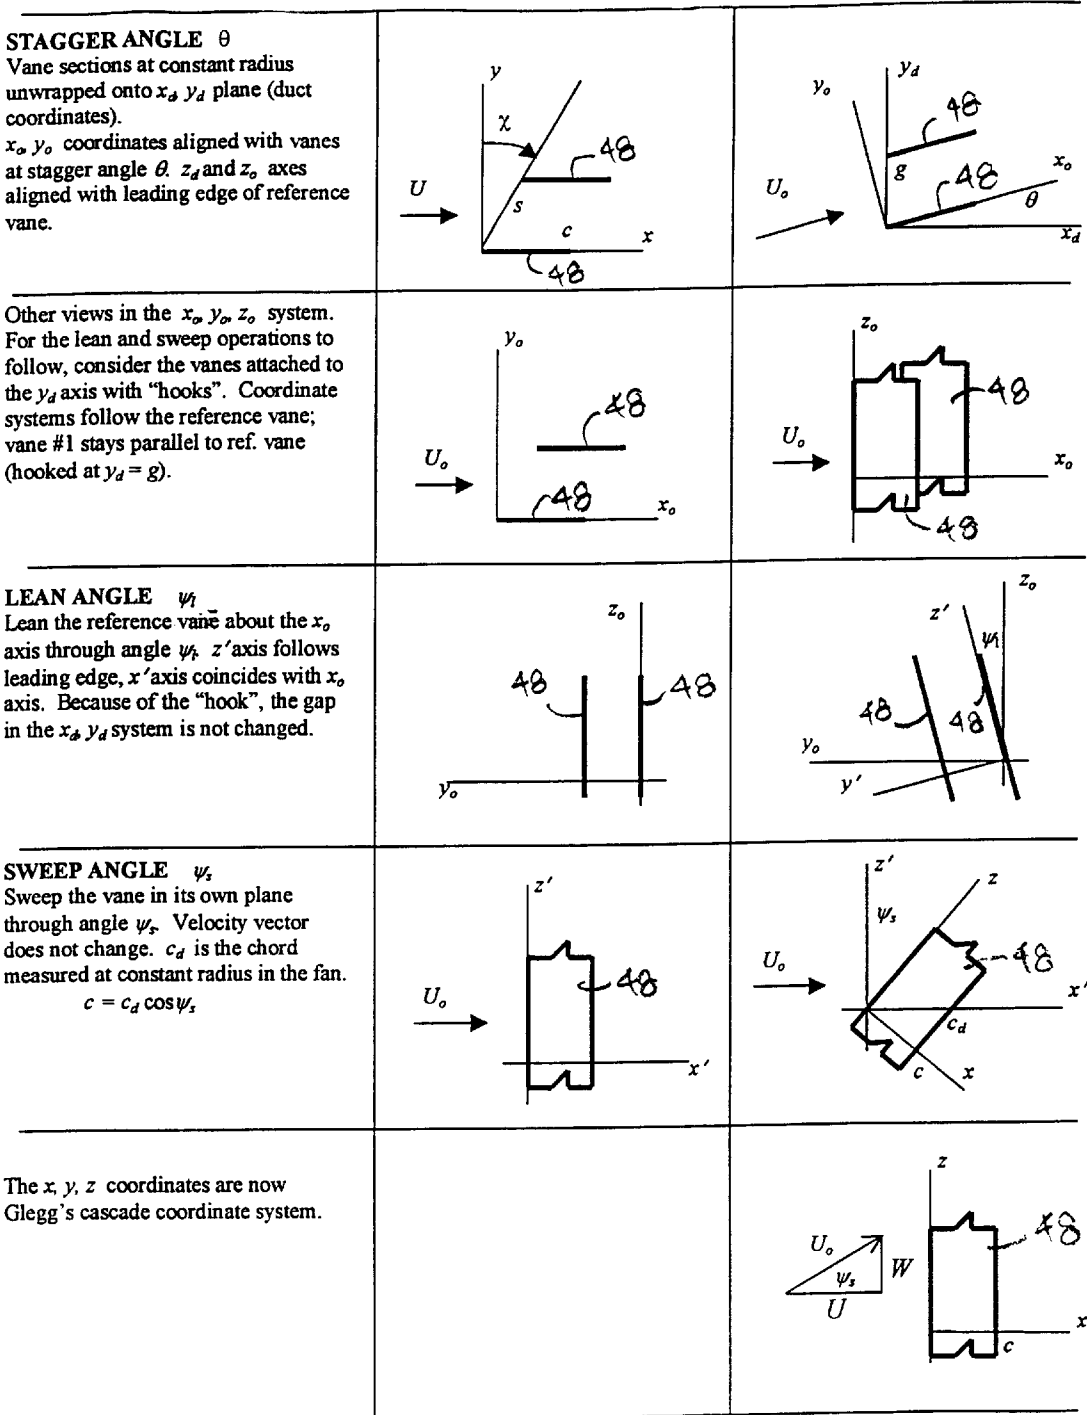 STAGGER ANGLE θ
Vane sections at constant radius
unwrapped onto x_d, y_d plane (duct
coordinates).
x_o, y_o coordinates aligned with vanes
at stagger angle θ. z_d and z_o axes
aligned with leading edge of reference
vane.
y
χ
48
U
s
c
x
48
y_d
y_o
48
g
48
x_o
U_o
θ
x_d
Other views in the x_o, y_o, z_o system.
For the lean and sweep operations to
follow, consider the vanes attached to
the y_d axis with “hooks”. Coordinate
systems follow the reference vane;
vane #1 stays parallel to ref. vane
(hooked at y_d = g).
y_o
48
U_o
48
x_o
z_o
48
U_o
x_o
48
LEAN ANGLE ψ_l
Lean the reference vane about the x_o
axis through angle ψ_l. z′ axis follows
leading edge, x′ axis coincides with x_o
axis. Because of the “hook”, the gap
in the x_d, y_d system is not changed.
z_o
48
48
y_o
z_o
z′
ψ_l
48
48
y_o
y′
SWEEP ANGLE ψ_s
Sweep the vane in its own plane
through angle ψ_s. Velocity vector
does not change. c_d is the chord
measured at constant radius in the fan.
c = c_d cosψ_s
z′
48
U_o
x′
z′
z
ψ_s
48
U_o
x′
c_d
c
x
The x, y, z coordinates are now
Glegg’s cascade coordinate system.
z
48
U_o
W
ψ_s
U
x
c